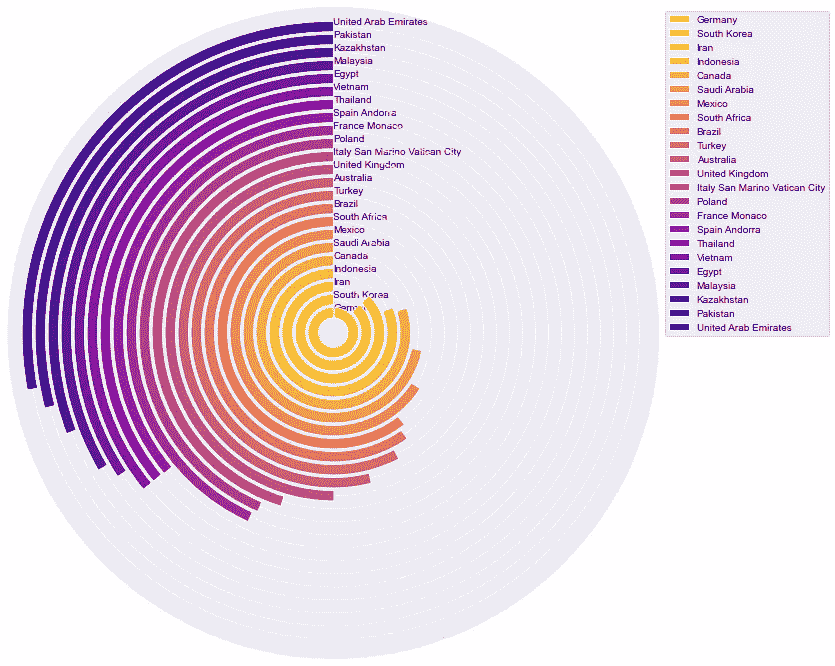 United Arab Emirates
Pakistan
Kazakhstan
Malaysia
Egypt
Vietnam
Thailand
Spain Andorra
France Monaco
Poland
Italy San Marino Vatican City
United Kingdom
Australia
Turkey
Brazil
South Africa
Mexico
Saudi Arabia
Canada
Indonesia
Iran
South Korea
Germany
Germany
South Korea
Iran
Indonesia
Canada
Saudi Arabia
Mexico
South Africa
Brazil
Turkey
Australia
United Kingdom
Italy San Marino Vatican City
Poland
France Monaco
Spain Andorra
Thailand
Vietnam
Egypt
Malaysia
Kazakhstan
Pakistan
United Arab Emirates